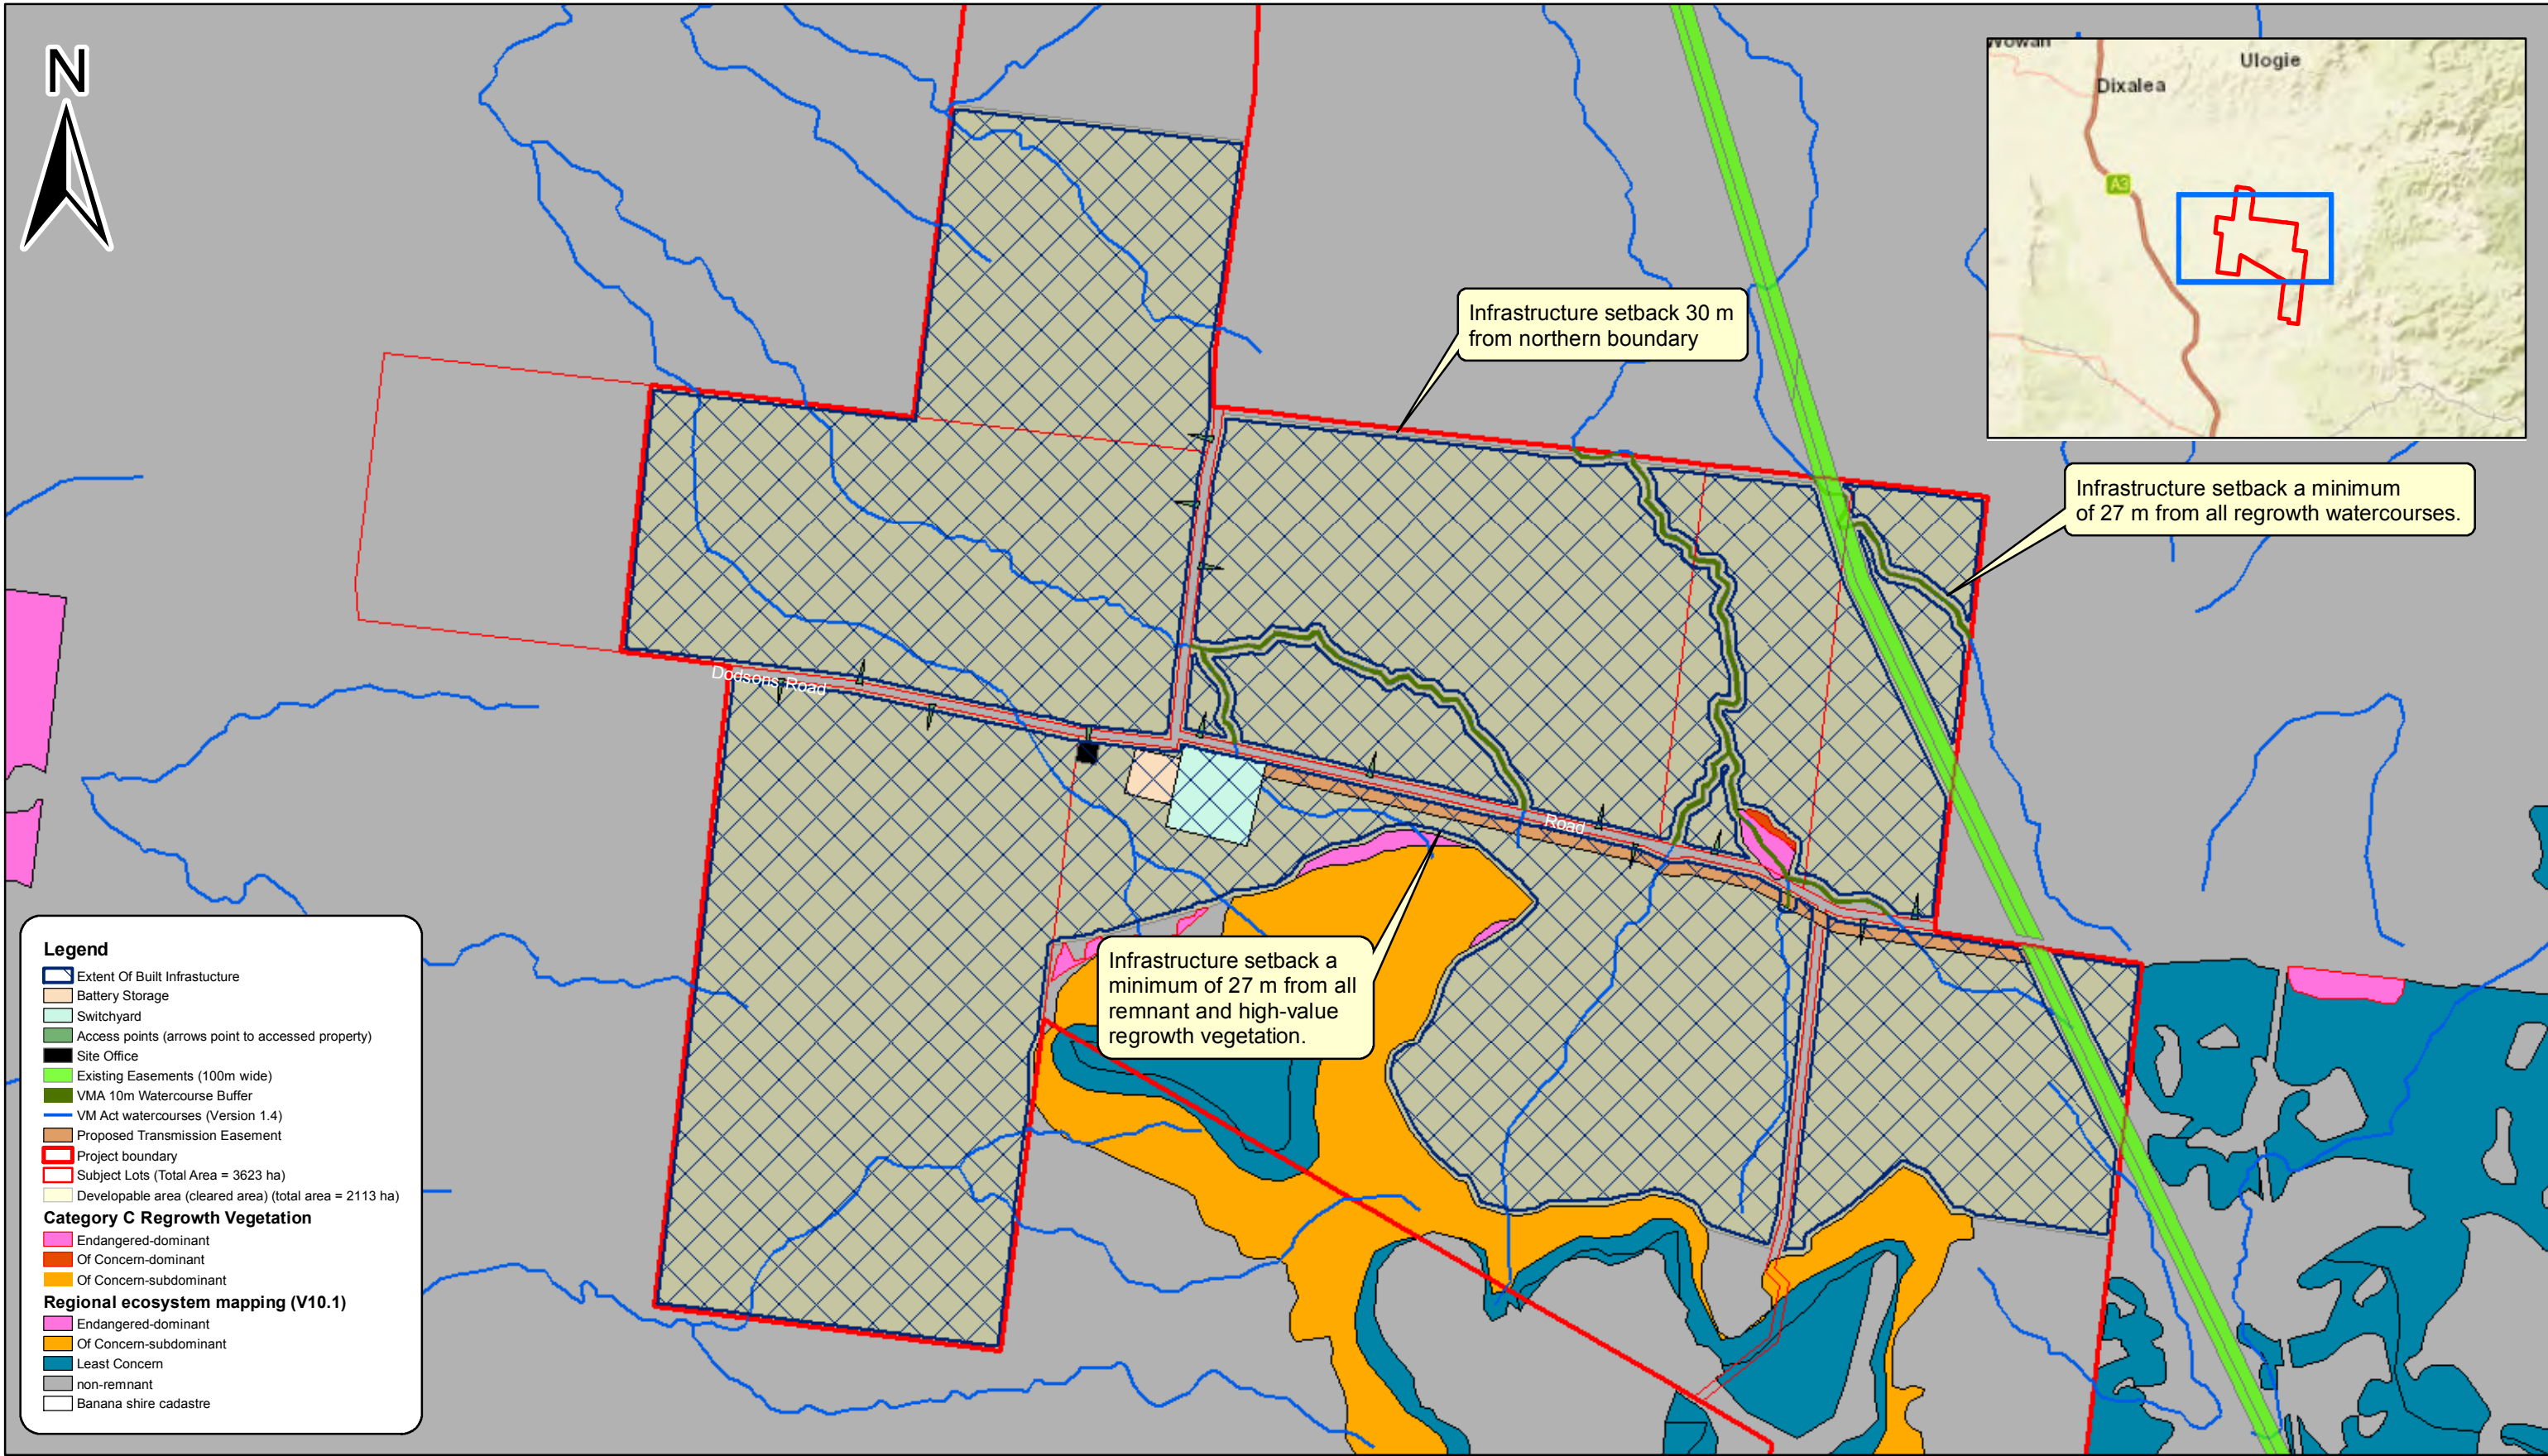 N
Wowan
Ulogie
Dixalea
A3
Infrastructure setback 30 m
from northern boundary
Infrastructure setback a minimum
of 27 m from all regrowth watercourses.
Dodsons Road
Road
Infrastructure setback a
minimum of 27 m from all
remnant and high-value
regrowth vegetation.
Legend
Extent Of Built Infrastucture
Battery Storage
Switchyard
Access points (arrows point to accessed property)
Site Office
Existing Easements (100m wide)
VMA 10m Watercourse Buffer
VM Act watercourses (Version 1.4)
Proposed Transmission Easement
Project boundary
Subject Lots (Total Area = 3623 ha)
Developable area (cleared area) (total area = 2113 ha)
Category C Regrowth Vegetation
Endangered-dominant
Of Concern-dominant
Of Concern-subdominant
Regional ecosystem mapping (V10.1)
Endangered-dominant
Of Concern-subdominant
Least Concern
non-remnant
Banana shire cadastre